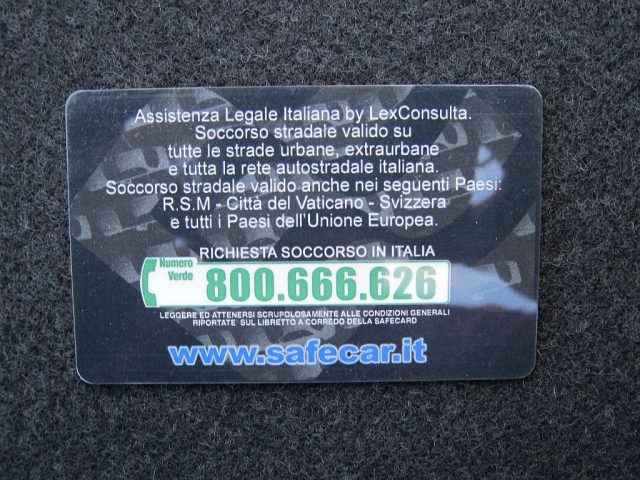 Assistenza Legale Italiana by LexConsulta.
Soccorso stradale valido su
tutte le strade urbane, extraurbane
e tutta la rete autostradale italiana.
Soccorso stradale valido anche nei seguenti Paesi:
R.S.M - Città del Vaticano - Svizzera
e tutti i Paesi dell'Unione Europea.
RICHIESTA SOCCORSO IN ITALIA
Numero
Verde
800.666.626
LEGGERE ED ATTENERSI SCRUPOLOSAMENTE ALLE CONDIZIONI GENERALI
RIPORTATE SUL LIBRETTO A CORREDO DELLA SAFECARD
www.safecar.it